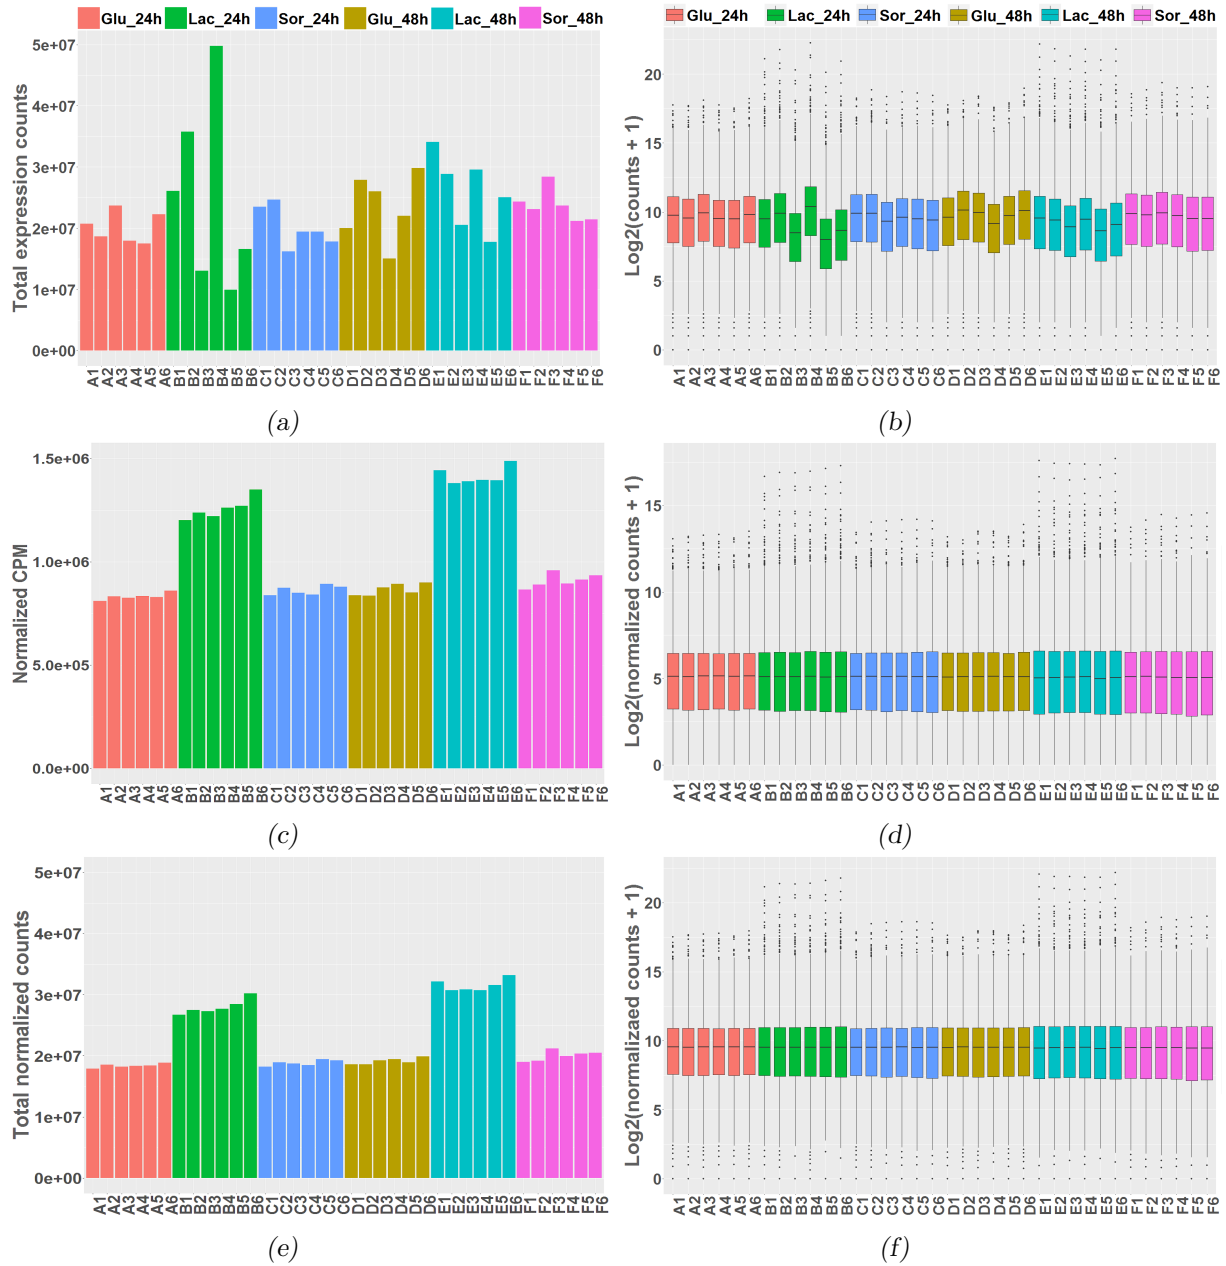 Glu_24h Lac_24h Sor_24h Glu_48h Lac_48h Sor_48h
Total expression counts
5e+07
4e+07
3e+07
2e+07
1e+07
0e+00
A1 A2 A3 A4 A5 A6 B1 B2 B3 B4 B5 B6 C1 C2 C3 C4 C5 C6 D1 D2 D3 D4 D5 D6 E1 E2 E3 E4 E5 E6 F1 F2 F3 F4 F5 F6
(a)
Glu_24h Lac_24h Sor_24h Glu_48h Lac_48h Sor_48h
Log2(counts + 1)
20
15
10
5
0
A1 A2 A3 A4 A5 A6 B1 B2 B3 B4 B5 B6 C1 C2 C3 C4 C5 C6 D1 D2 D3 D4 D5 D6 E1 E2 E3 E4 E5 E6 F1 F2 F3 F4 F5 F6
(b)
Normalized CPM
1.5e+06
1.0e+06
5.0e+05
0.0e+00
A1 A2 A3 A4 A5 A6 B1 B2 B3 B4 B5 B6 C1 C2 C3 C4 C5 C6 D1 D2 D3 D4 D5 D6 E1 E2 E3 E4 E5 E6 F1 F2 F3 F4 F5 F6
(c)
Log2(normalized counts + 1)
15
10
5
0
A1 A2 A3 A4 A5 A6 B1 B2 B3 B4 B5 B6 C1 C2 C3 C4 C5 C6 D1 D2 D3 D4 D5 D6 E1 E2 E3 E4 E5 E6 F1 F2 F3 F4 F5 F6
(d)
Total normalized counts
5e+07
4e+07
3e+07
2e+07
1e+07
0e+00
A1 A2 A3 A4 A5 A6 B1 B2 B3 B4 B5 B6 C1 C2 C3 C4 C5 C6 D1 D2 D3 D4 D5 D6 E1 E2 E3 E4 E5 E6 F1 F2 F3 F4 F5 F6
(e)
Log2(normalizaed counts + 1)
20
15
10
5
0
A1 A2 A3 A4 A5 A6 B1 B2 B3 B4 B5 B6 C1 C2 C3 C4 C5 C6 D1 D2 D3 D4 D5 D6 E1 E2 E3 E4 E5 E6 F1 F2 F3 F4 F5 F6
(f)